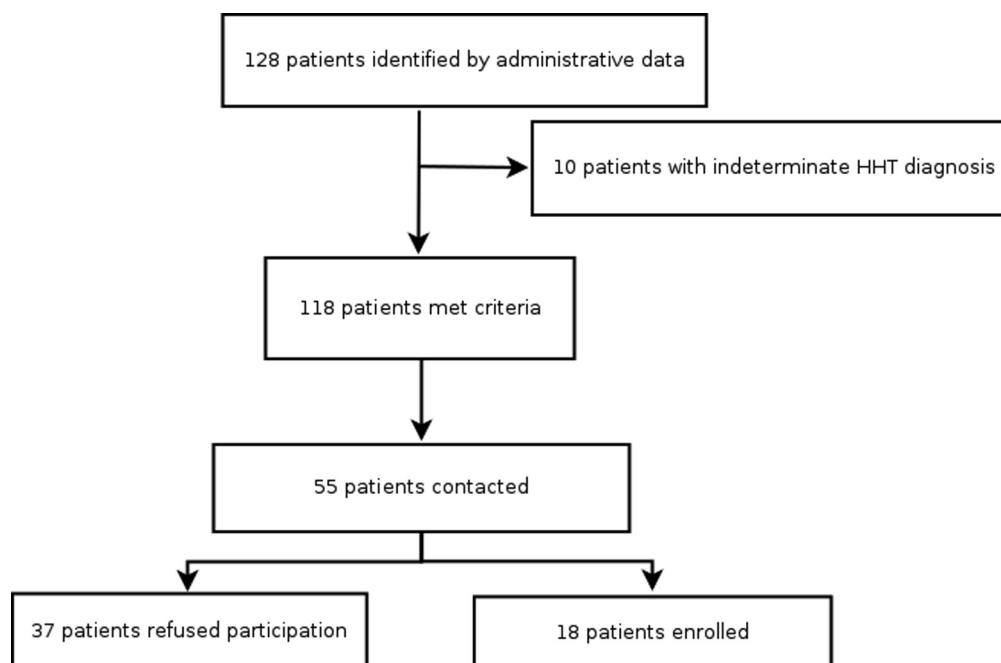 128 patients identified by administrative data
10 patients with indeterminate HHT diagnosis
118 patients met criteria
55 patients contacted
37 patients refused participation
18 patients enrolled